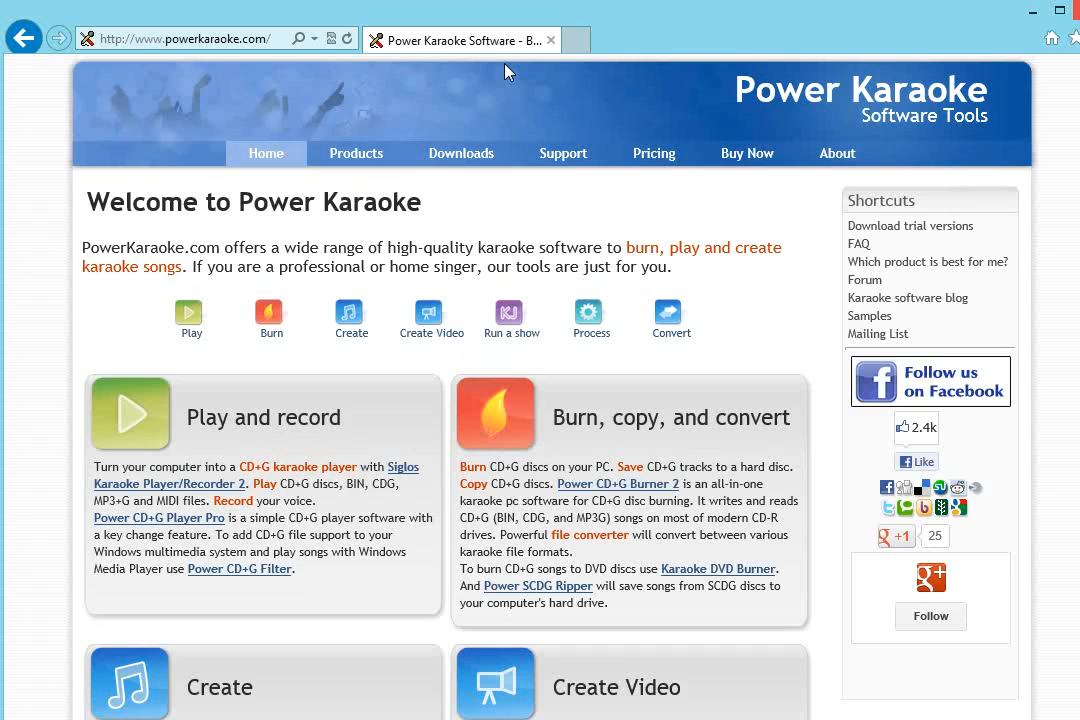 http://www.powerkaraoke.com/
Power Karaoke Software - B...
Power Karaoke
Software Tools
Home Products Downloads Support Pricing Buy Now About
Welcome to Power Karaoke
PowerKaraoke.com offers a wide range of high-quality karaoke software to burn, play and create
karaoke songs. If you are a professional or home singer, our tools are just for you.
Play Burn Create Create Video KJ Run a show Process Convert
Play and record
Turn your computer into a CD+G karaoke player with Siglos
Karaoke Player/Recorder 2. Play CD+G discs, BIN, CDG,
MP3+G and MIDI files. Record your voice.
Power CD+G Player Pro is a simple CD+G player software with
a key change feature. To add CD+G file support to your
Windows multimedia system and play songs with Windows
Media Player use Power CD+G Filter.
Burn, copy, and convert
Burn CD+G discs on your PC. Save CD+G tracks to a hard disc.
Copy CD+G discs. Power CD+G Burner 2 is an all-in-one
karaoke pc software for CD+G disc burning. It writes and reads
CD+G (BIN, CDG, and MP3G) songs on most of modern CD-R
drives. Powerful file converter will convert between various
karaoke file formats.
To burn CD+G songs to DVD discs use Karaoke DVD Burner.
And Power SCDG Ripper will save songs from SCDG discs to
your computer's hard drive.
Create
Create Video
Shortcuts
Download trial versions
FAQ
Which product is best for me?
Forum
Karaoke software blog
Samples
Mailing List
Follow us
on Facebook
2.4k
Like
g +1 25
g+
Follow